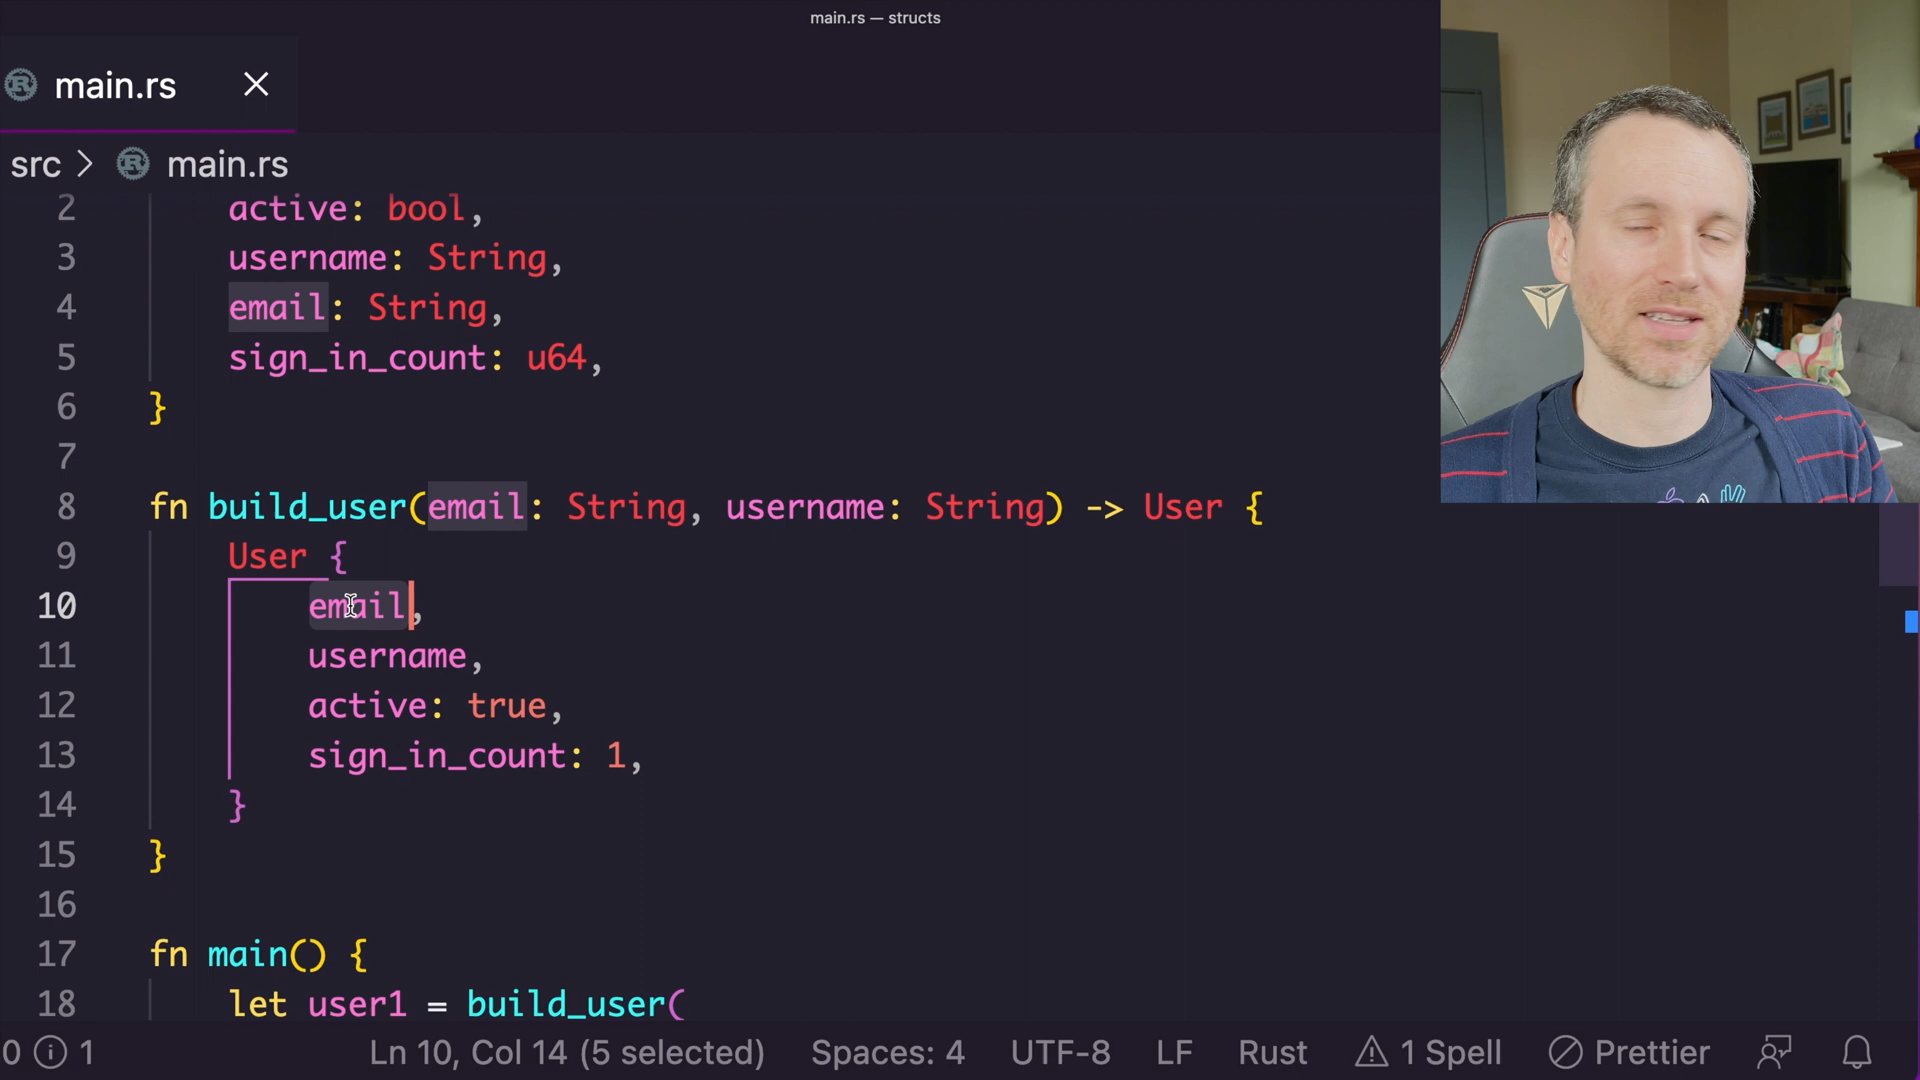 main.rs — structs
main.rs
src > main.rs
2 active: bool,
3 username: String,
4 email: String,
5 sign_in_count: u64,
6 }
7
8 fn build_user(email: String, username: String) -> User {
9 User {
10 email,
11 username,
12 active: true,
13 sign_in_count: 1,
14 }
15 }
16
17 fn main() {
18 let user1 = build_user(
0 1 Ln 10, Col 14 (5 selected) Spaces: 4 UTF-8 LF Rust 1 Spell Prettier